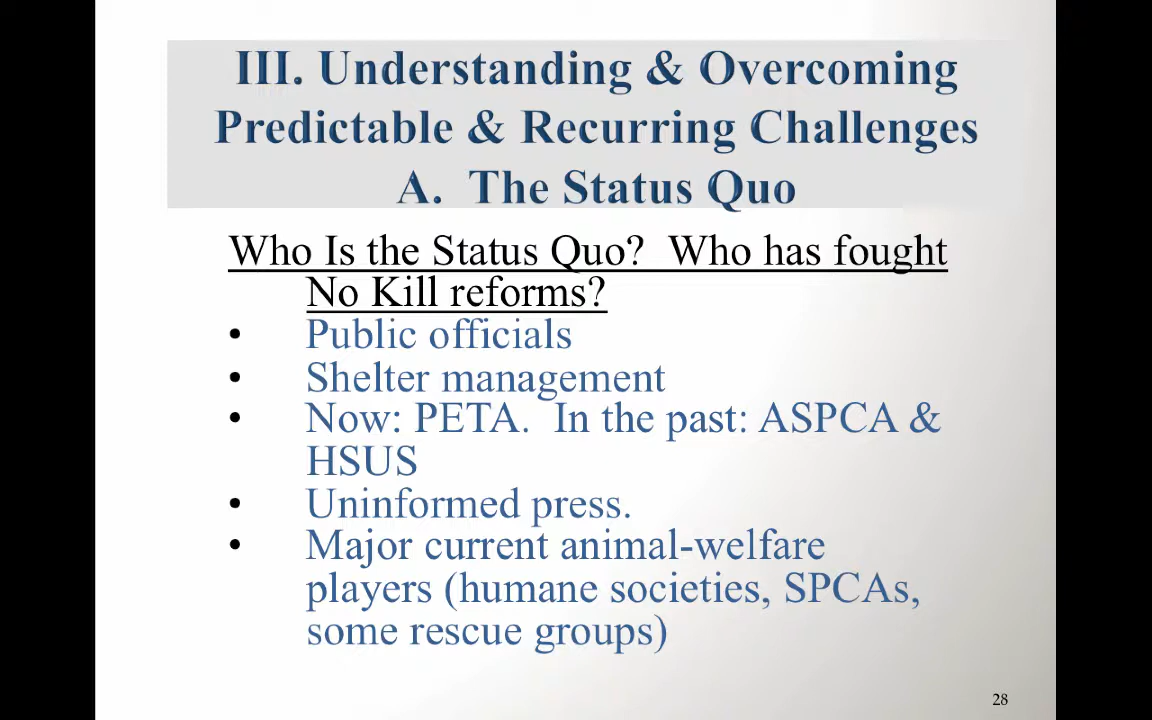 III. Understanding & Overcoming
Predictable & Recurring Challenges
A.  The Status Quo
Who Is the Status Quo?  Who has fought
No Kill reforms?
• Public officials
• Shelter management
• Now: PETA.  In the past: ASPCA &
HSUS
• Uninformed press.
• Major current animal-welfare
players (humane societies, SPCAs,
some rescue groups)
28